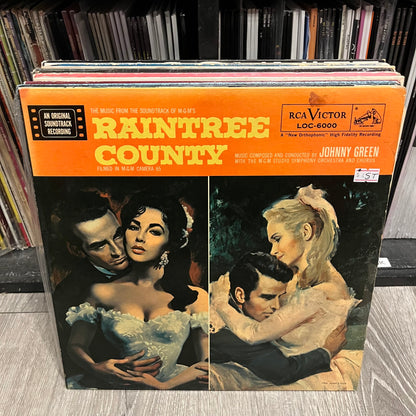 AN ORIGINAL
SOUNDTRACK
RECORDING
THE MUSIC FROM THE SOUNDTRACK OF M-G-M'S
RAINTREE
COUNTY
FILMED IN M-G-M CAMERA 65
RCA VICTOR
LOC-6000
A "New Orthophonic" High Fidelity Recording
MUSIC COMPOSED AND CONDUCTED BY JOHNNY GREEN
WITH THE M-G-M STUDIO SYMPHONY ORCHESTRA AND CHORUS